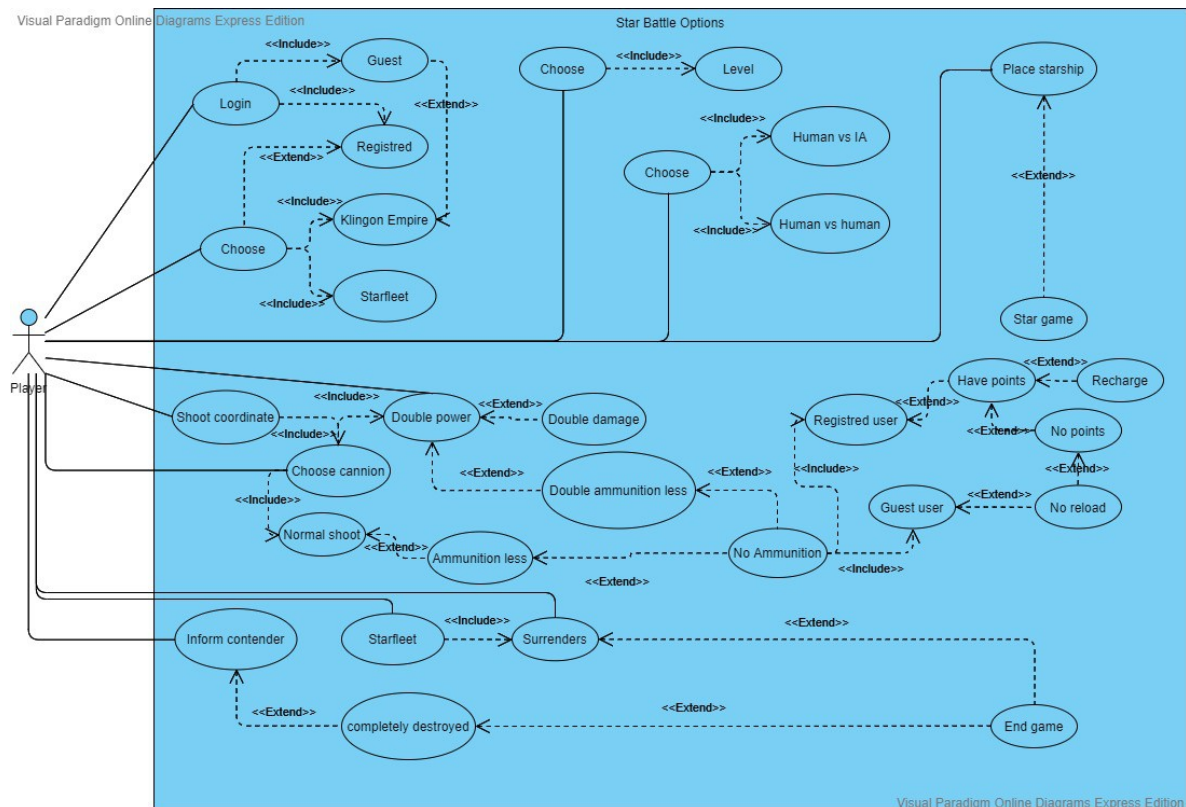 Visual Paradigm Online Diagrams Express Edition
Star Battle Options
<<Include>>
Guest
<<Include>>
Choose
Level
Place starship
Login
<<Include>>
<<Extend>>
<<Include>>
Human vs IA
Registred
<<Extend>>
Choose
<<Extend>>
<<Include>>
Klingon Empire
Human vs human
Choose
<<Include>>
Starfleet
<<Include>>
Star game
Player
Have points
<<Extend>>
Recharge
Shoot coordinate
<<Include>>
Double power
<<Extend>>
Double damage
Registred user
<<Extend>>
No points
<<Include>>
<<Extend>>
Choose cannion
<<Extend>>
<<Include>>
<<Extend>>
Double ammunition less
<<Extend>>
<<Include>>
Guest user
<<Extend>>
No reload
Normal shoot
<<Extend>>
Ammunition less
No Ammunition
<<Include>>
<<Extend>>
Inform contender
Starfleet
<<Include>>
Surrenders
<<Extend>>
<<Extend>>
completely destroyed
<<Extend>>
End game
Visual Paradigm Online Diagrams Express Edition